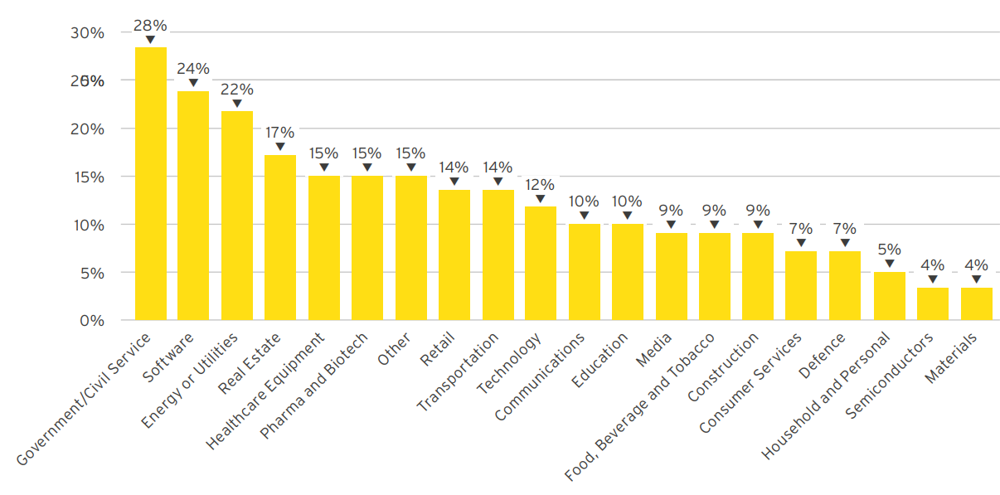 30%
25%
20%
15%
10%
5%
0%
28%
24%
22%
17%
15%
15%
15%
14%
14%
12%
10%
10%
9%
9%
9%
7%
7%
5%
4%
4%
Government/Civil Service
Software
Energy or Utilities
Real Estate
Healthcare Equipment
Pharma and Biotech
Other
Retail
Transportation
Technology
Communications
Education
Media
Food, Beverage and Tobacco
Construction
Consumer Services
Defence
Household and Personal
Semiconductors
Materials